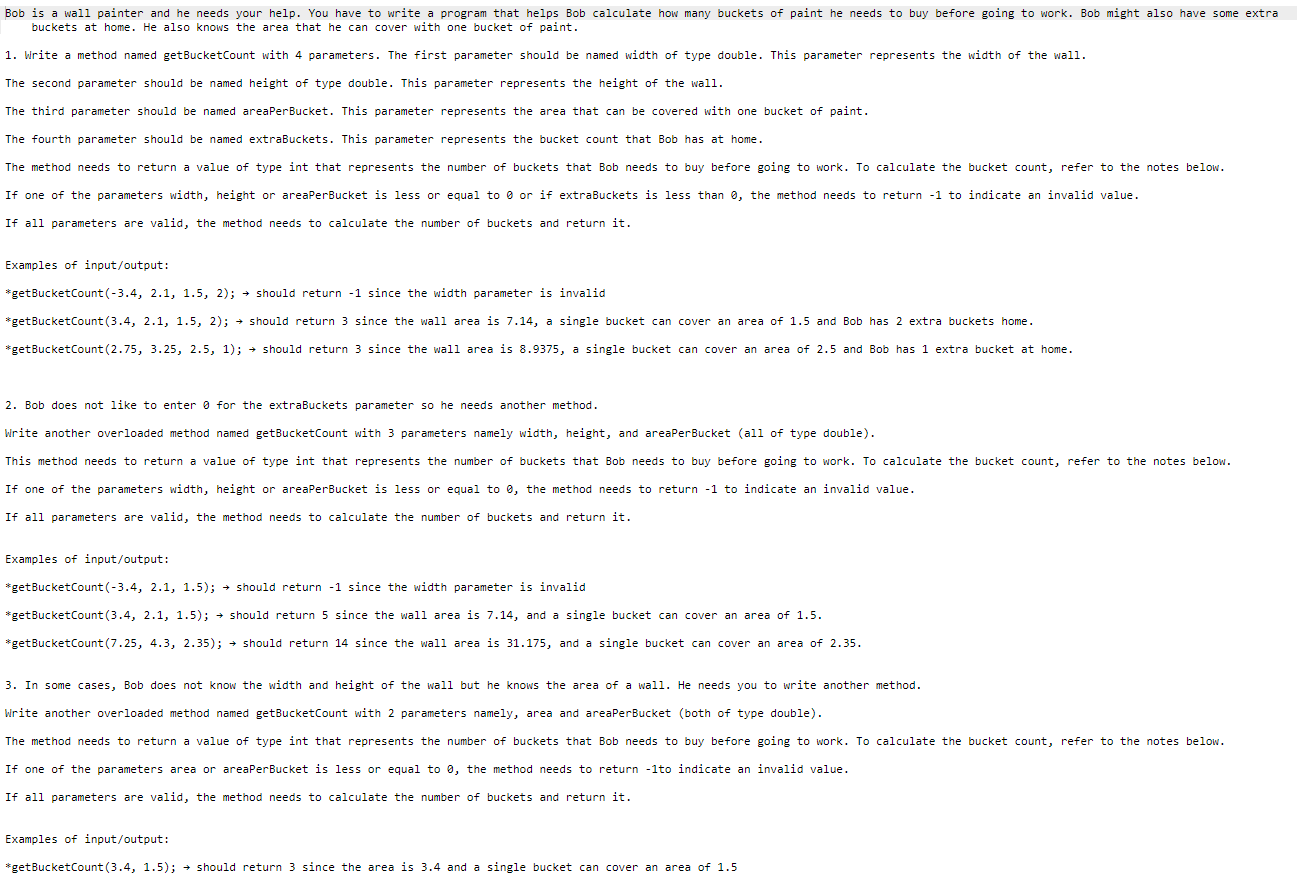 Bob is a wall painter and he needs your help. You have to write a program that helps Bob calculate how many buckets of paint he needs to buy before going to work. Bob might also have some extra
buckets at home. He also knows the area that he can cover with one bucket of paint.
1. Write a method named getBucketCount with 4 parameters. The first parameter should be named width of type double. This parameter represents the width of the wall.
The second parameter should be named height of type double. This parameter represents the height of the wall.
The third parameter should be named areaPerBucket. This parameter represents the area that can be covered with one bucket of paint.
The fourth parameter should be named extraBuckets. This parameter represents the bucket count that Bob has at home.
The method needs to return a value of type int that represents the number of buckets that Bob needs to buy before going to work. To calculate the bucket count, refer to the notes below.
If one of the parameters width, height or areaPerBucket is less or equal to 0 or if extraBuckets is less than 0, the method needs to return -1 to indicate an invalid value.
If all parameters are valid, the method needs to calculate the number of buckets and return it.
Examples of input/output:
*getBucketCount(-3.4, 2.1, 1.5, 2); → should return -1 since the width parameter is invalid
*getBucketCount(3.4, 2.1, 1.5, 2); → should return 3 since the wall area is 7.14, a single bucket can cover an area of 1.5 and Bob has 2 extra buckets home.
*getBucketCount(2.75, 3.25, 2.5, 1); → should return 3 since the wall area is 8.9375, a single bucket can cover an area of 2.5 and Bob has 1 extra bucket at home.
2. Bob does not like to enter 0 for the extraBuckets parameter so he needs another method.
Write another overloaded method named getBucketCount with 3 parameters namely width, height, and areaPerBucket (all of type double).
This method needs to return a value of type int that represents the number of buckets that Bob needs to buy before going to work. To calculate the bucket count, refer to the notes below.
If one of the parameters width, height or areaPerBucket is less or equal to 0, the method needs to return -1 to indicate an invalid value.
If all parameters are valid, the method needs to calculate the number of buckets and return it.
Examples of input/output:
*getBucketCount(-3.4, 2.1, 1.5); → should return -1 since the width parameter is invalid
*getBucketCount(3.4, 2.1, 1.5); → should return 5 since the wall area is 7.14, and a single bucket can cover an area of 1.5.
*getBucketCount(7.25, 4.3, 2.35); → should return 14 since the wall area is 31.175, and a single bucket can cover an area of 2.35.
3. In some cases, Bob does not know the width and height of the wall but he knows the area of a wall. He needs you to write another method.
Write another overloaded method named getBucketCount with 2 parameters namely, area and areaPerBucket (both of type double).
The method needs to return a value of type int that represents the number of buckets that Bob needs to buy before going to work. To calculate the bucket count, refer to the notes below.
If one of the parameters area or areaPerBucket is less or equal to 0, the method needs to return -1to indicate an invalid value.
If all parameters are valid, the method needs to calculate the number of buckets and return it.
Examples of input/output:
*getBucketCount(3.4, 1.5); → should return 3 since the area is 3.4 and a single bucket can cover an area of 1.5